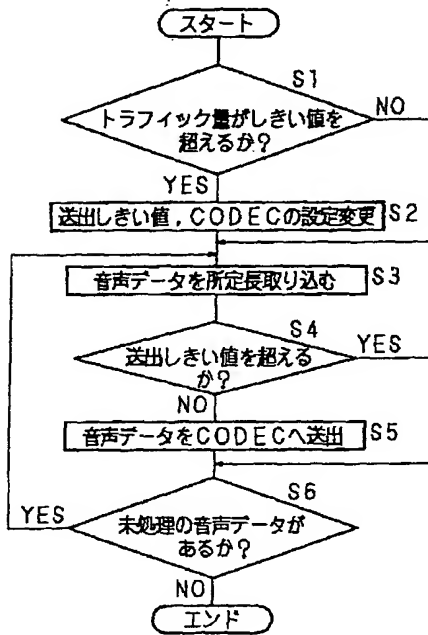 スタート
S1
トラフィック量がしきい値を
超えるか?
NO
YES
送出しきい値,CODECの設定変更
S2
音声データを所定長取り込む
S3
S4
送出しきい値を超える
か?
YES
NO
音声データをCODECへ送出
S5
S6
YES
未処理の音声データが
あるか?
NO
エンド